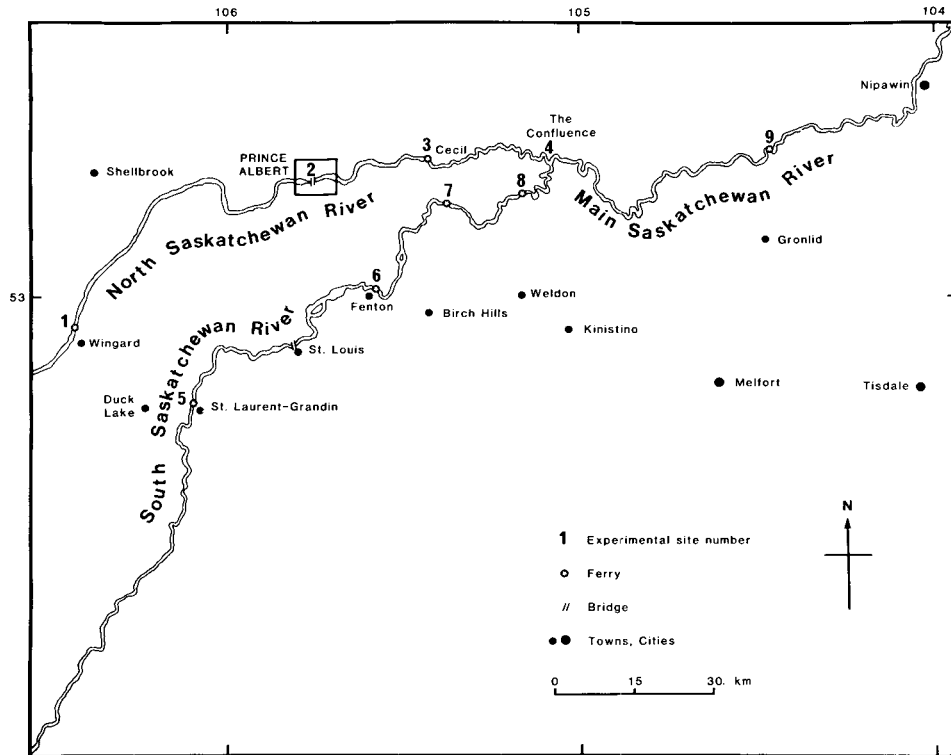 106
105
104
Nipawin
The
Confluence
9
3
Cecil
4
PRINCE
ALBERT
2
Shellbrook
7
8
North Saskatchewan River
Main Saskatchewan River
Gronlid
53
6
Fenton
Weldon
Birch Hills
Kinistino
1
Wingard
South Saskatchewan River
St. Louis
Melfort
Tisdale
Duck
Lake
5
St. Laurent-Grandin
N
1 Experimental site number
Ferry
Bridge
Towns, Cities
0 15 30. km